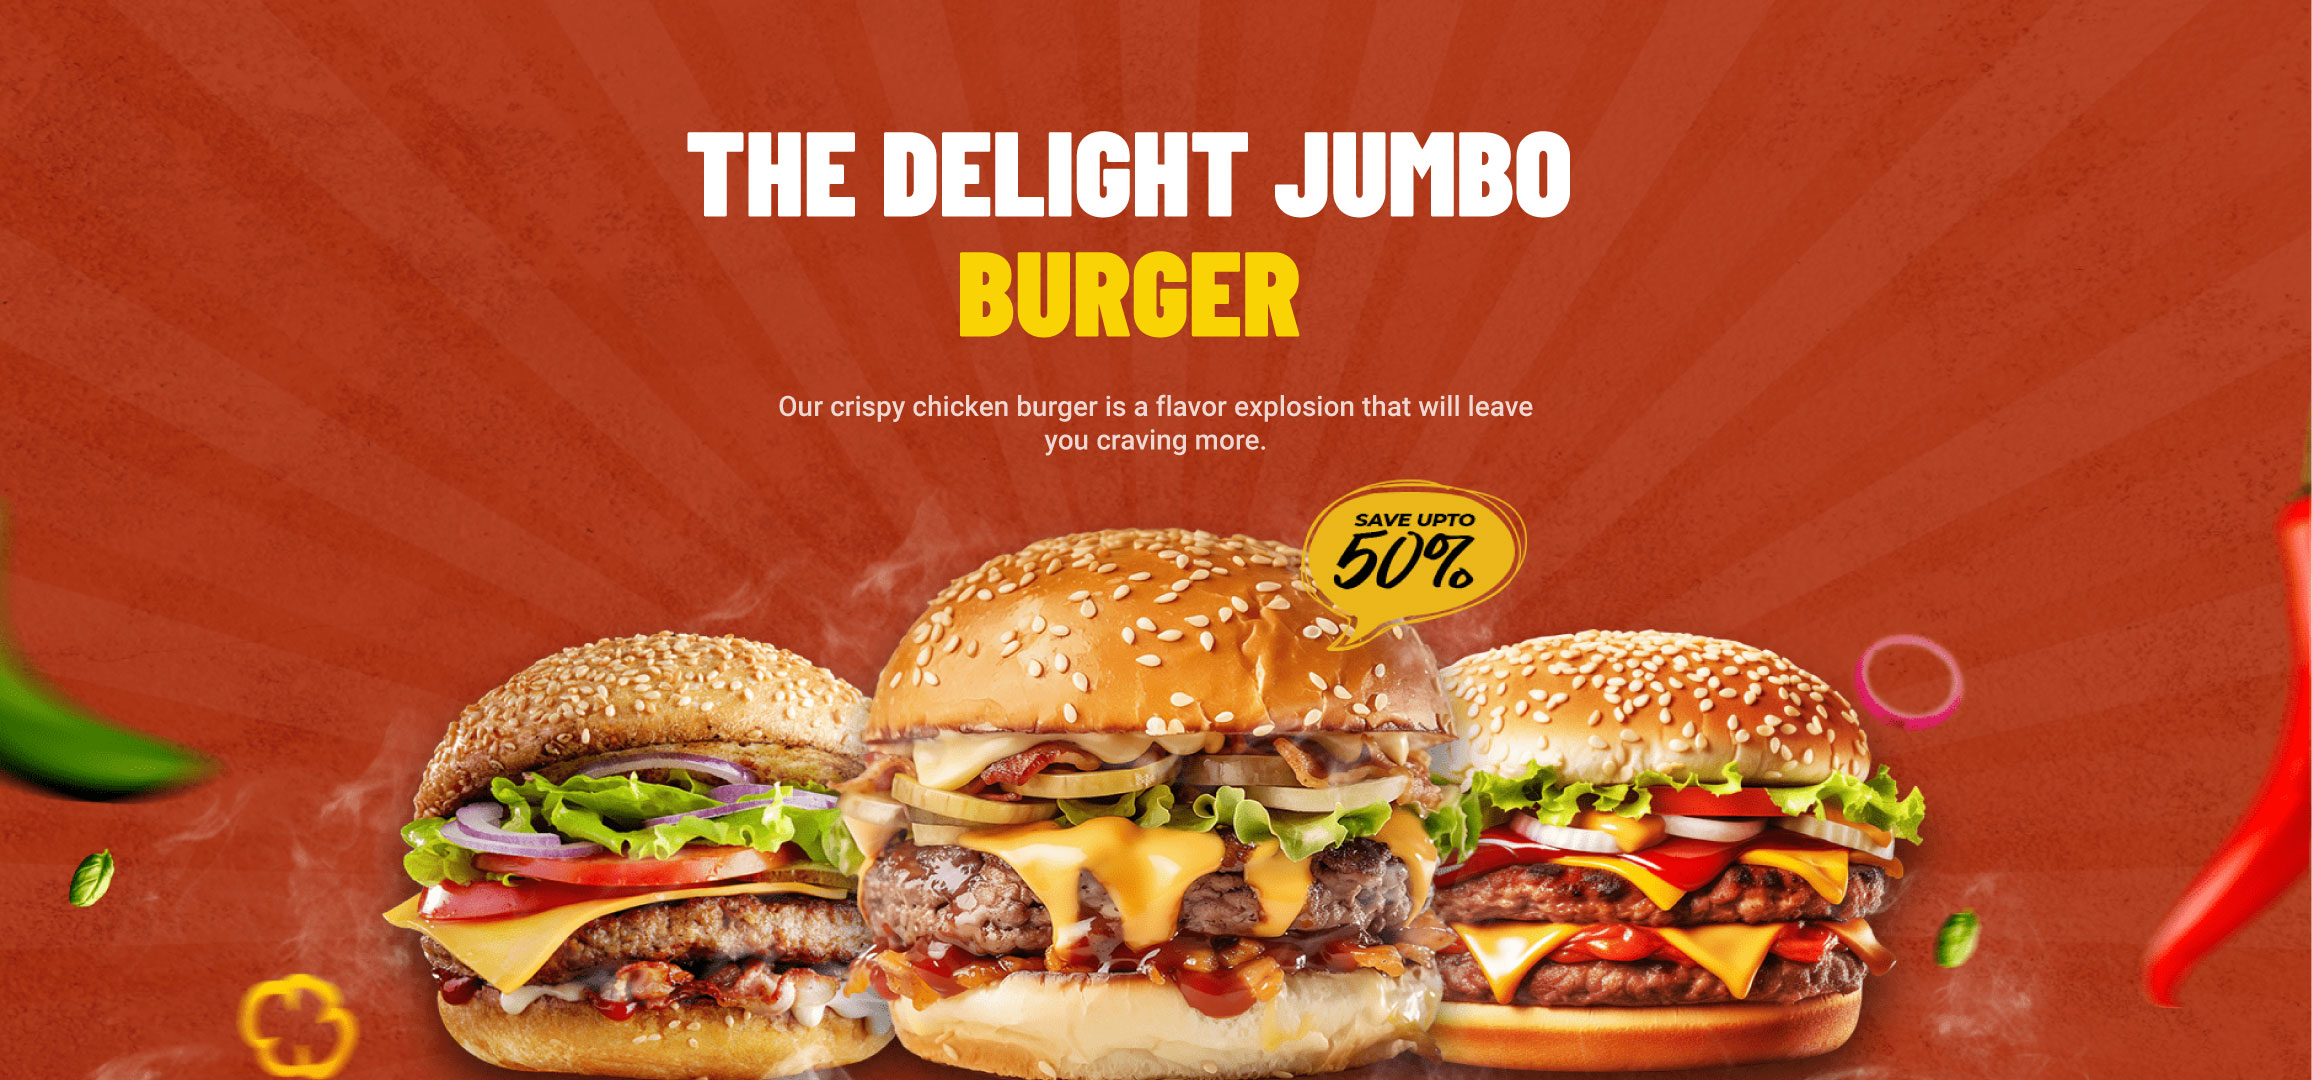 THE DELIGHT JUMBO
BURGER
Our crispy chicken burger is a flavor explosion that will leave
you craving more.
SAVE UPTO
50%